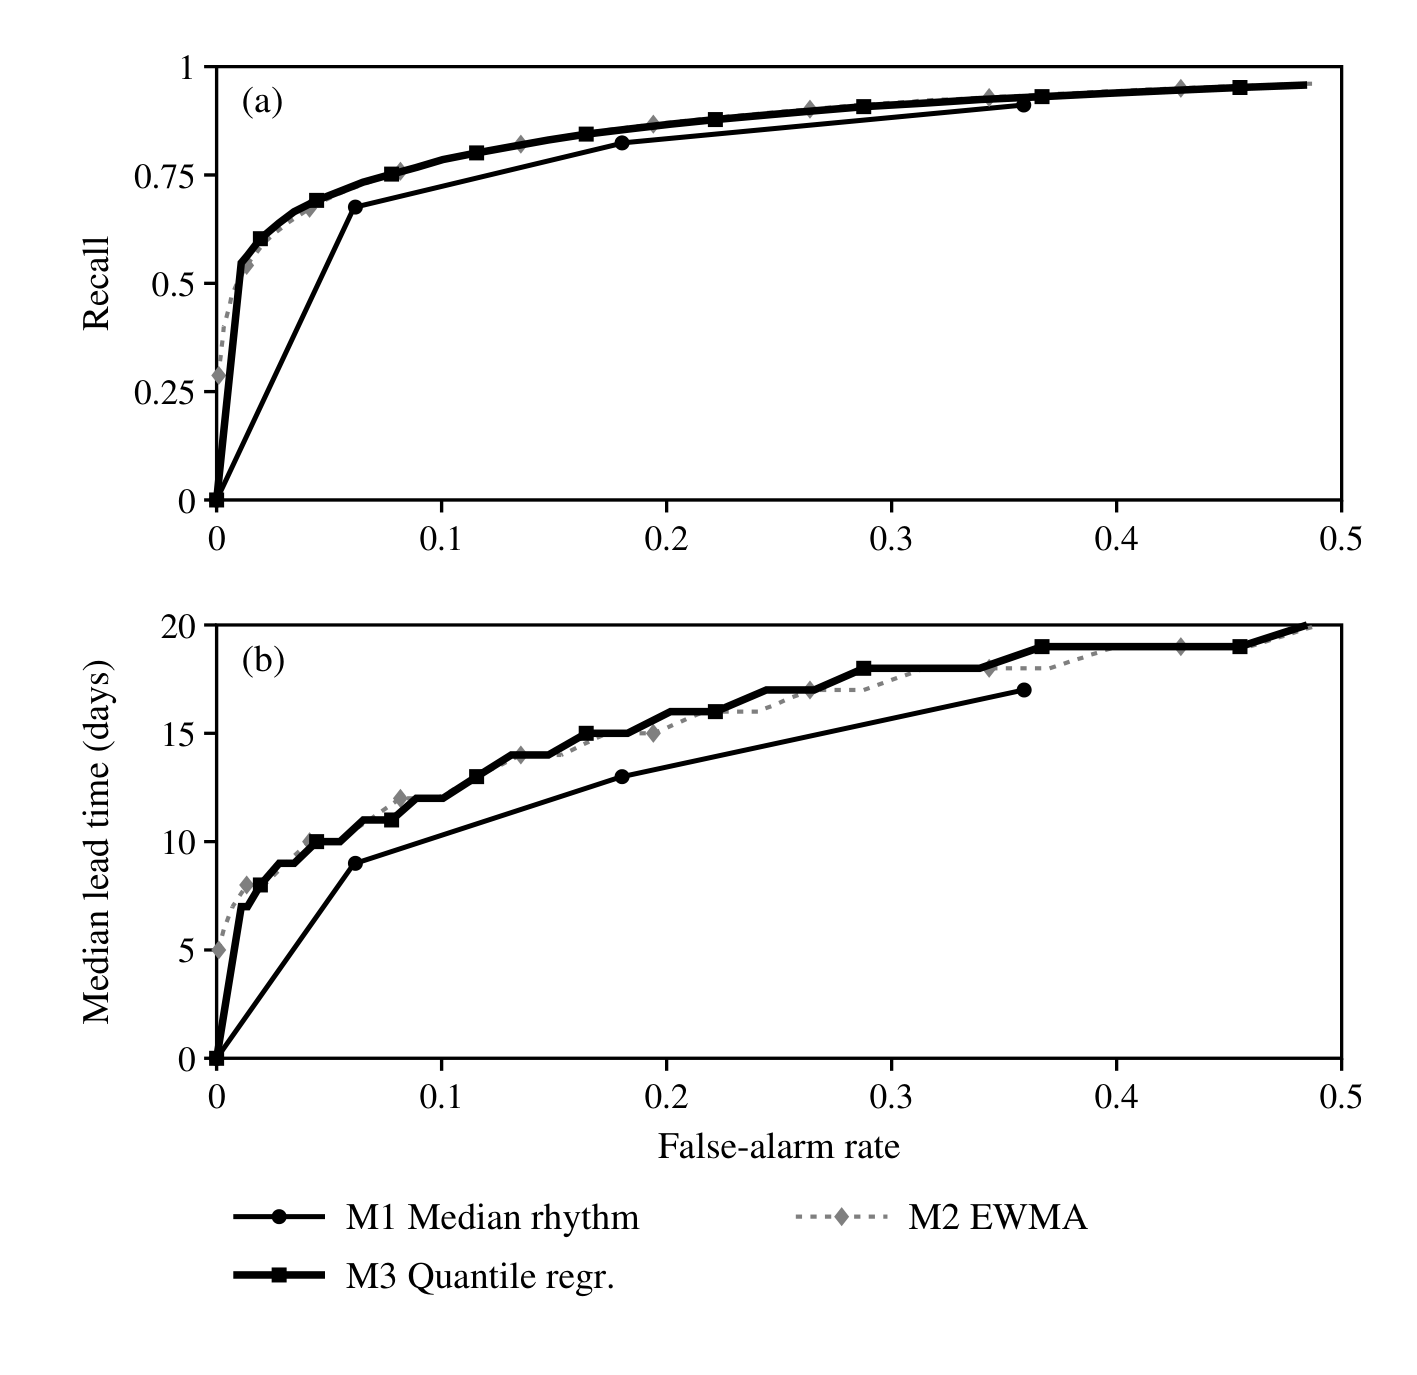 1
(a)
0.75
Recall
0.5
0.25
0
0 0.1 0.2 0.3 0.4 0.5
20
(b)
15
Median lead time (days)
10
5
0
0 0.1 0.2 0.3 0.4 0.5
False-alarm rate
M1 Median rhythm M2 EWMA
M3 Quantile regr.